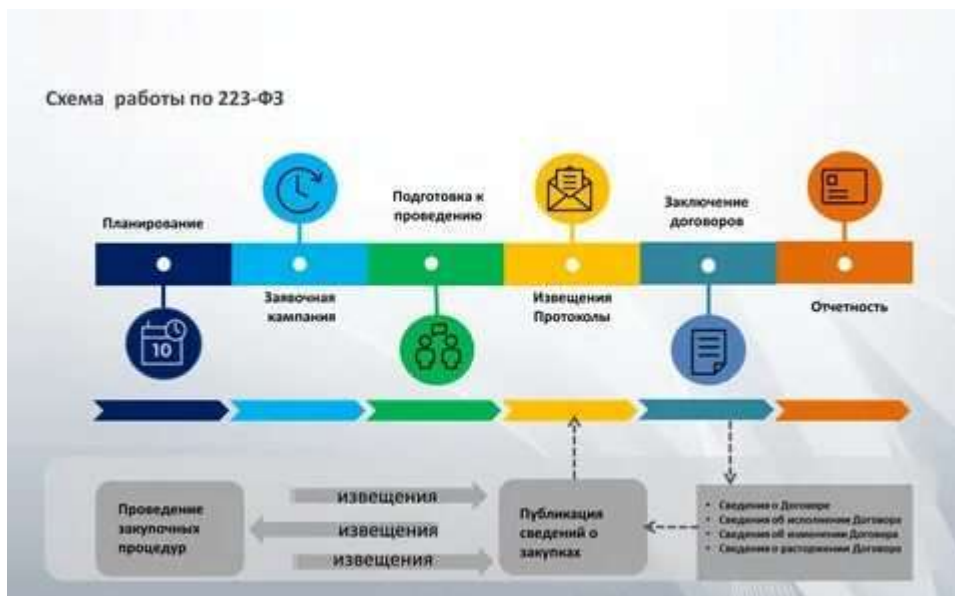 Схема работы по 223-ФЗ
Планирование
Подготовка к
проведению
Заключение
договоров
Заявочная
кампания
Извещения
Протоколы
Отчетность
10
Проведение
закупочных
процедур
извещения
извещения
извещения
Публикация
сведений о
закупках
• Сведения о Договоре
• Сведения об исполнении Договора
• Сведения об изменении Договора
• Сведения о расторжении Договора